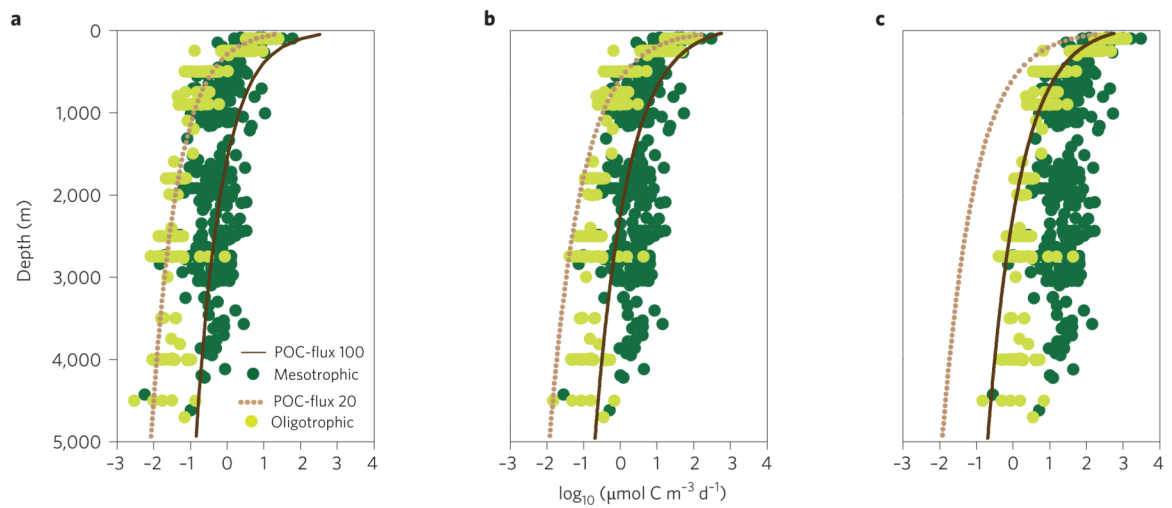 a
b
c
0
1,000
2,000
3,000
4,000
5,000
Depth (m)
POC-flux 100
Mesotrophic
POC-flux 20
Oligotrophic
-3 -2 -1 0 1 2 3 4
-3 -2 -1 0 1 2 3 4
-3 -2 -1 0 1 2 3 4
log₁₀ (μmol C m⁻³ d⁻¹)